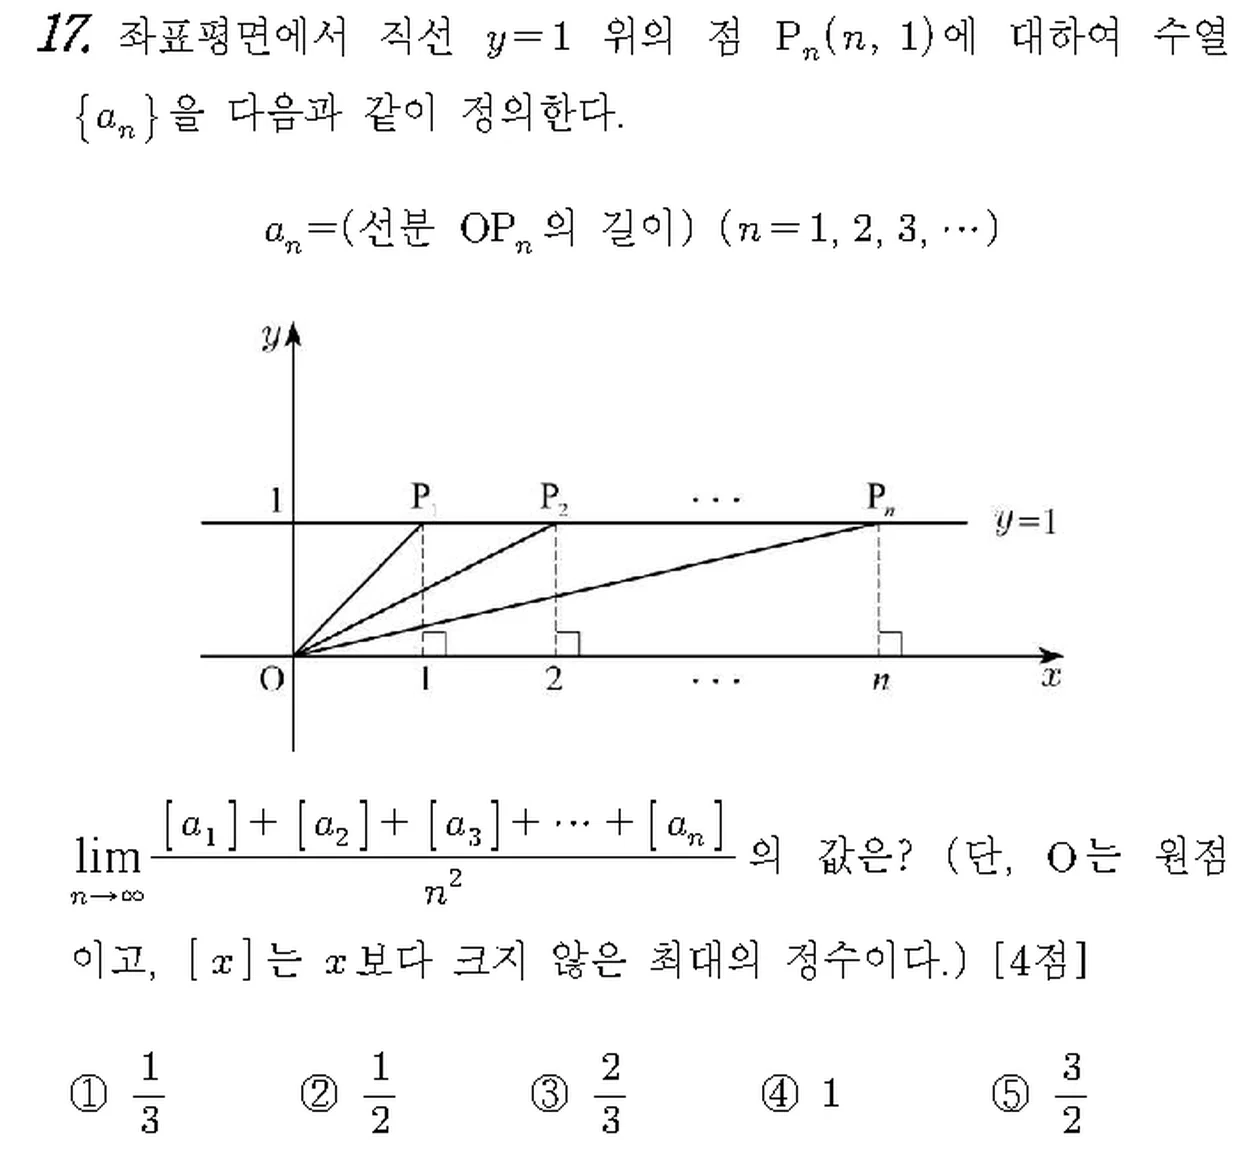 17. 좌표평면에서 직선 y=1 위의 점 Pₙ(n, 1)에 대하여 수열
{aₙ}을 다음과 같이 정의한다.
aₙ=(선분 OPₙ의 길이) (n=1, 2, 3, ⋯)
y
1 P₁ P₂ ⋯ Pₙ y=1
O 1 2 ⋯ n x
lim_{n→∞} ([a₁]+[a₂]+[a₃]+⋯+[aₙ])/n² 의 값은? (단, O는 원점
이고, [x]는 x보다 크지 않은 최대의 정수이다.) [4점]
① 1/3 ② 1/2 ③ 2/3 ④ 1 ⑤ 3/2